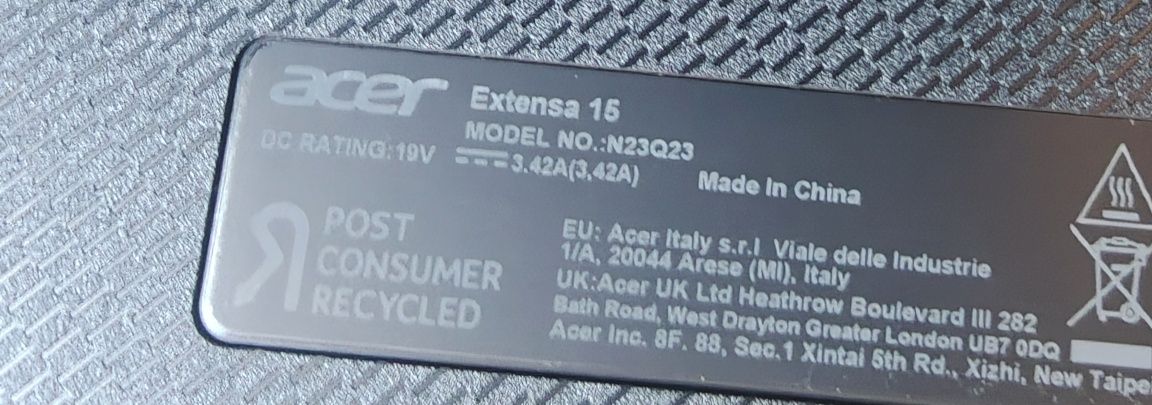 acer Extensa 15
MODEL NO.:N23Q23
DC RATING:19V ⎓ 3.42A(3,42A)
Made in China
POST
CONSUMER
RECYCLED
EU: Acer Italy s.r.l Viale delle Industrie
1/A, 20044 Arese (MI), Italy
UK:Acer UK Ltd Heathrow Boulevard III 282
Bath Road, West Drayton Greater London UB7 0DQ
Acer Inc. 8F, 88, Sec.1 Xintai 5th Rd., Xizhi, New Taipe